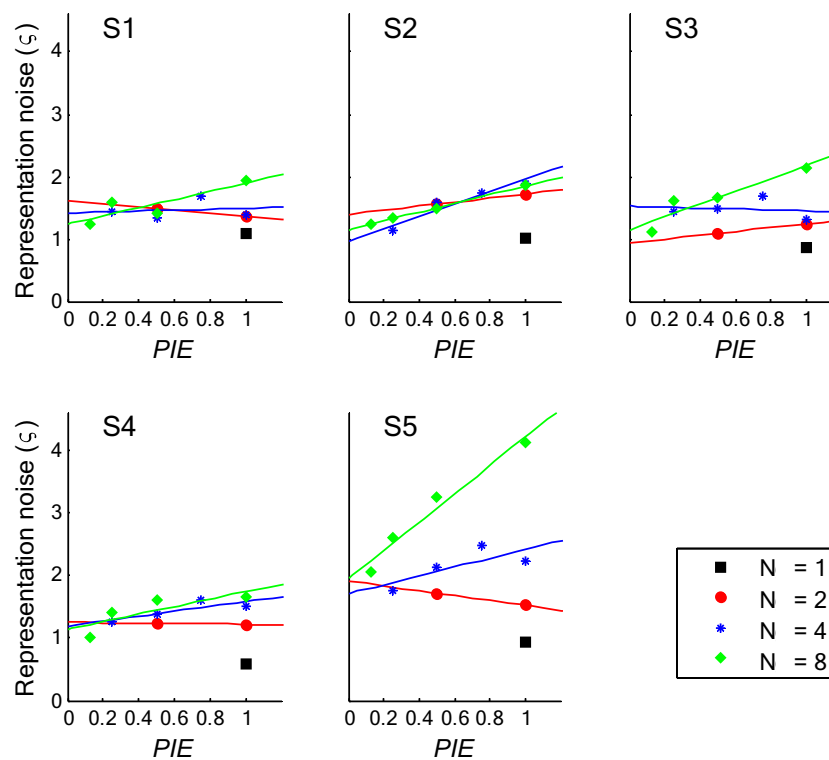 S1
S2
S3
Representation noise (ς)
4
3
2
1
0
0 0.2 0.4 0.6 0.8 1
0 0.2 0.4 0.6 0.8 1
0 0.2 0.4 0.6 0.8 1
PIE
PIE
PIE
S4
S5
Representation noise (ς)
4
3
2
1
0
0 0.2 0.4 0.6 0.8 1
0 0.2 0.4 0.6 0.8 1
PIE
PIE
N = 1
N = 2
N = 4
N = 8